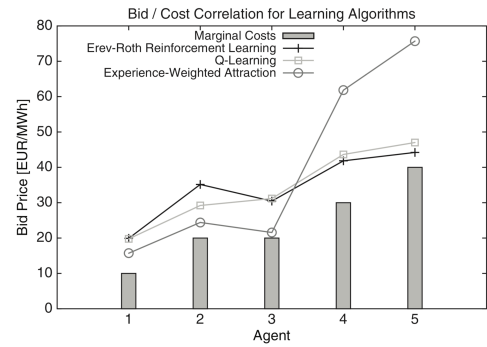 Bid / Cost Correlation for Learning Algorithms
Marginal Costs
Erev-Roth Reinforcement Learning
Q-Learning
Experience-Weighted Attraction
80
70
60
50
40
30
20
10
0
Bid Price [EUR/MWh]
1 2 3 4 5
Agent